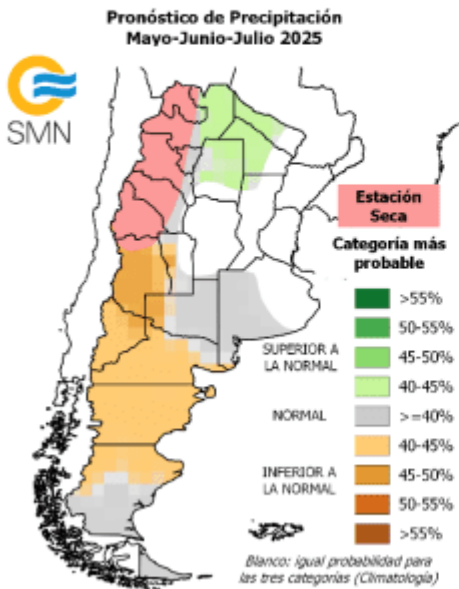 Pronóstico de Precipitación
Mayo-Junio-Julio 2025
SMN
Estación
Seca
Categoría más
probable
>55%
50-55%
SUPERIOR A
LA NORMAL
45-50%
40-45%
NORMAL
>=40%
40-45%
INFERIOR A
LA NORMAL
45-50%
50-55%
>55%
Blanco: igual probabilidad para
las tres categorías (Climatología)